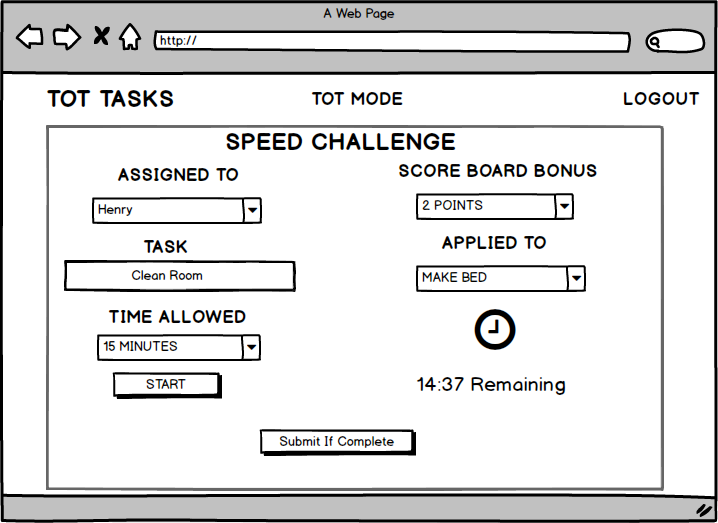 A Web Page
http://
TOT TASKS
TOT MODE
LOGOUT
SPEED CHALLENGE
ASSIGNED TO
Henry
TASK
Clean Room
TIME ALLOWED
15 MINUTES
START
SCORE BOARD BONUS
2 POINTS
APPLIED TO
MAKE BED
14:37 Remaining
Submit If Complete